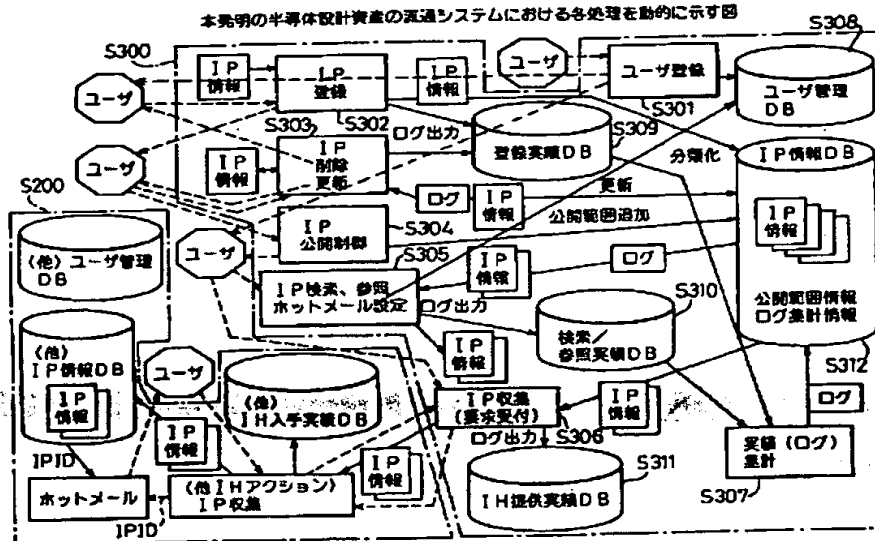 本発明の半導体設計資産の流通システムにおける各処理を動的に示す図
S300
S308
ユーザ
IP
情報
IP
登録
IP
情報
ユーザ
ユーザ登録
S301
ユーザ管理
DB
S303
S302
ログ出力
S309
登録実績DB
分類化
IP情報DB
ユーザ
IP
情報
IP
削除
更新
ログ
IP
情報
更新
公開範囲追加
IP
情報
S200
(他)ユーザ管理
DB
ユーザ
IP
公開制御
S304
S305
IP検索、参照
ホットメール設定
ログ出力
IP
情報
ログ
公開範囲情報
ログ集計情報
S310
検索/
参照実績DB
S312
(他)
IP情報DB
IP
情報
ユーザ
(他)
IH入手実績DB
IP
情報
IP収集
(要求受付)
ログ出力
S306
IP
情報
ログ
実績(ログ)
集計
S307
IPID
IP
情報
ホットメール
IPID
(他IHアクション)
IP収集
IP
情報
IH提供実績DB
S311